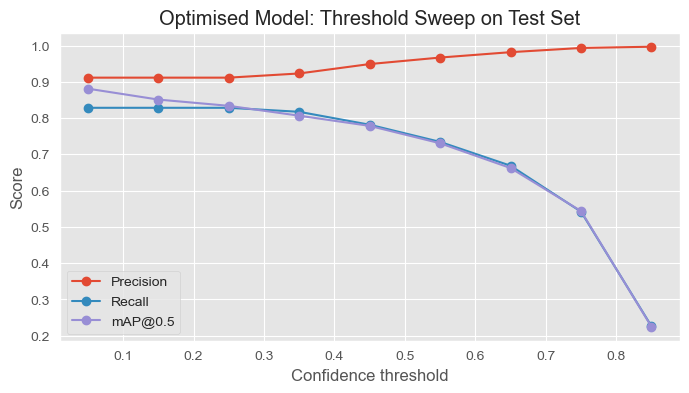 Optimised Model: Threshold Sweep on Test Set
1.0
0.9
0.8
0.7
0.6
0.5
0.4
0.3
0.2
Score
Precision
Recall
mAP@0.5
0.1 0.2 0.3 0.4 0.5 0.6 0.7 0.8
Confidence threshold